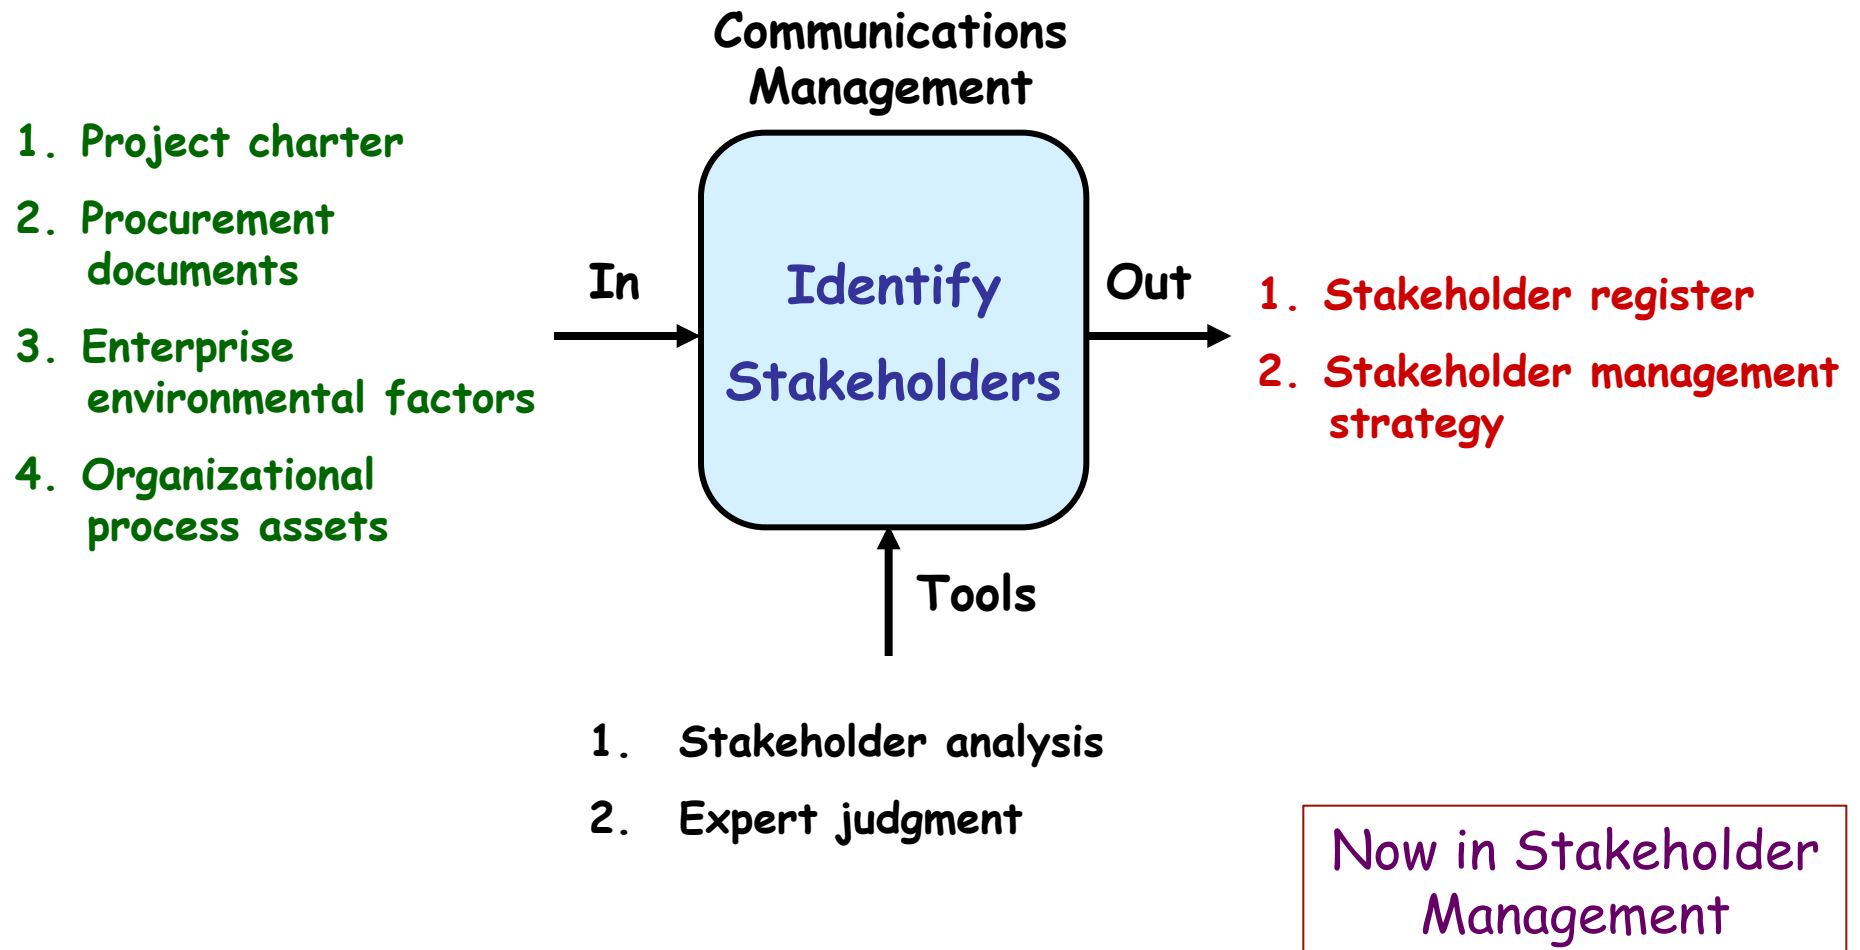 Communications
Management
1. Project charter
2. Procurement
documents
3. Enterprise
environmental factors
4. Organizational
process assets
In
Identify
Stakeholders
Out
1. Stakeholder register
2. Stakeholder management
strategy
Tools
1. Stakeholder analysis
2. Expert judgment
Now in Stakeholder
Management